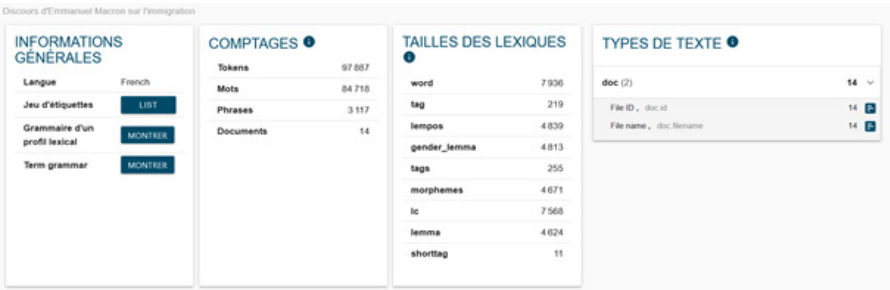 Discours d'Emmanuel Macron sur l'immigration
INFORMATIONS
GÉNÉRALES
Langue French
Jeu d'étiquettes LIST
Grammaire d'un
profil lexical MONTRER
Term grammar MONTRER
COMPTAGES
Tokens 97 887
Mots 84 718
Phrases 3 117
Documents 14
TAILLES DES LEXIQUES
word 7 936
tag 219
lempos 4 839
gender_lemma 4 813
tags 255
morphemes 4 671
lc 7 568
lemma 4 624
shorttag 11
TYPES DE TEXTE
doc (2) 14
File ID , doc.id 14
File name , doc.filename 14